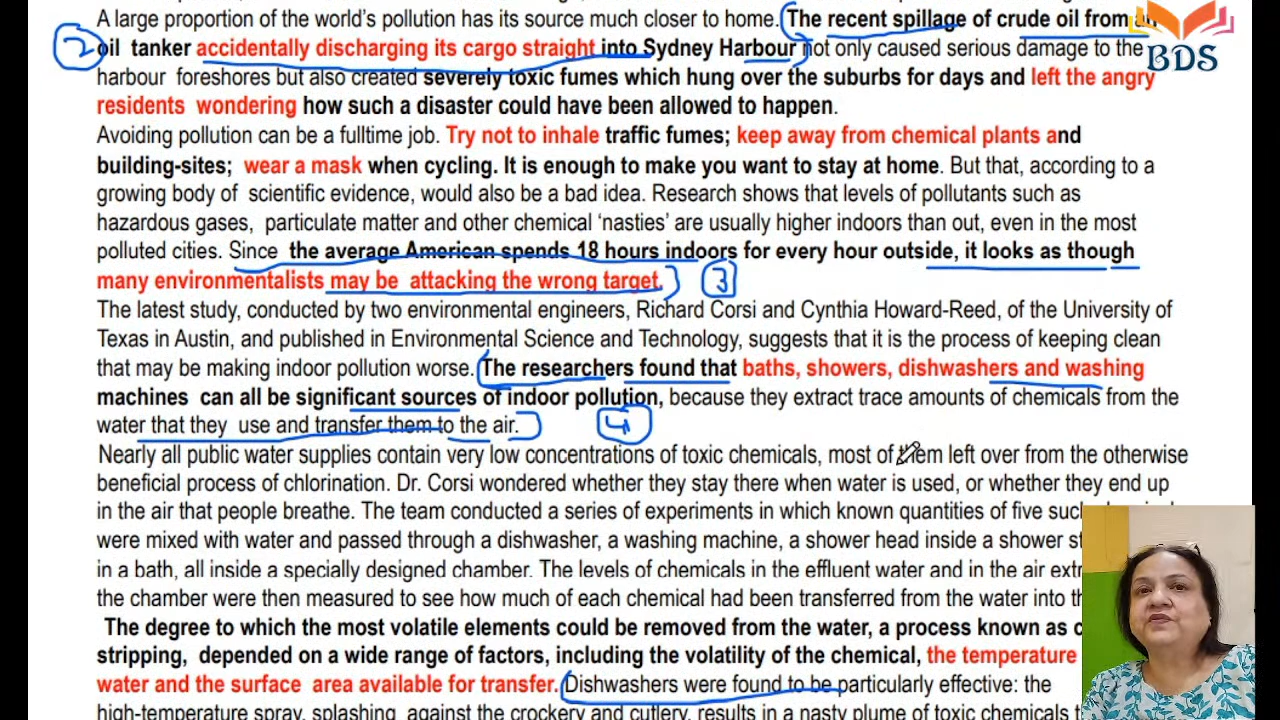 A large proportion of the world's pollution has its source much closer to home. The recent spillage of crude oil from an
oil tanker accidentally discharging its cargo straight into Sydney Harbour not only caused serious damage to the
harbour foreshores but also created severely toxic fumes which hung over the suburbs for days and left the angry
residents wondering how such a disaster could have been allowed to happen.
Avoiding pollution can be a fulltime job. Try not to inhale traffic fumes; keep away from chemical plants and
building-sites; wear a mask when cycling. It is enough to make you want to stay at home. But that, according to a
growing body of scientific evidence, would also be a bad idea. Research shows that levels of pollutants such as
hazardous gases, particulate matter and other chemical 'nasties' are usually higher indoors than out, even in the most
polluted cities. Since the average American spends 18 hours indoors for every hour outside, it looks as though
many environmentalists may be attacking the wrong target.
The latest study, conducted by two environmental engineers, Richard Corsi and Cynthia Howard-Reed, of the University of
Texas in Austin, and published in Environmental Science and Technology, suggests that it is the process of keeping clean
that may be making indoor pollution worse. The researchers found that baths, showers, dishwashers and washing
machines can all be significant sources of indoor pollution, because they extract trace amounts of chemicals from the
water that they use and transfer them to the air.
Nearly all public water supplies contain very low concentrations of toxic chemicals, most of them left over from the otherwise
beneficial process of chlorination. Dr. Corsi wondered whether they stay there when water is used, or whether they end up
in the air that people breathe. The team conducted a series of experiments in which known quantities of five such
were mixed with water and passed through a dishwasher, a washing machine, a shower head inside a shower
in a bath, all inside a specially designed chamber. The levels of chemicals in the effluent water and in the air
the chamber were then measured to see how much of each chemical had been transferred from the water into
The degree to which the most volatile elements could be removed from the water, a process known as
stripping, depended on a wide range of factors, including the volatility of the chemical, the temperature
water and the surface area available for transfer. Dishwashers were found to be particularly effective: the
high-temperature spray, splashing against the crockery and cutlery, results in a nasty plume of toxic chemicals
BDS
2
3
4